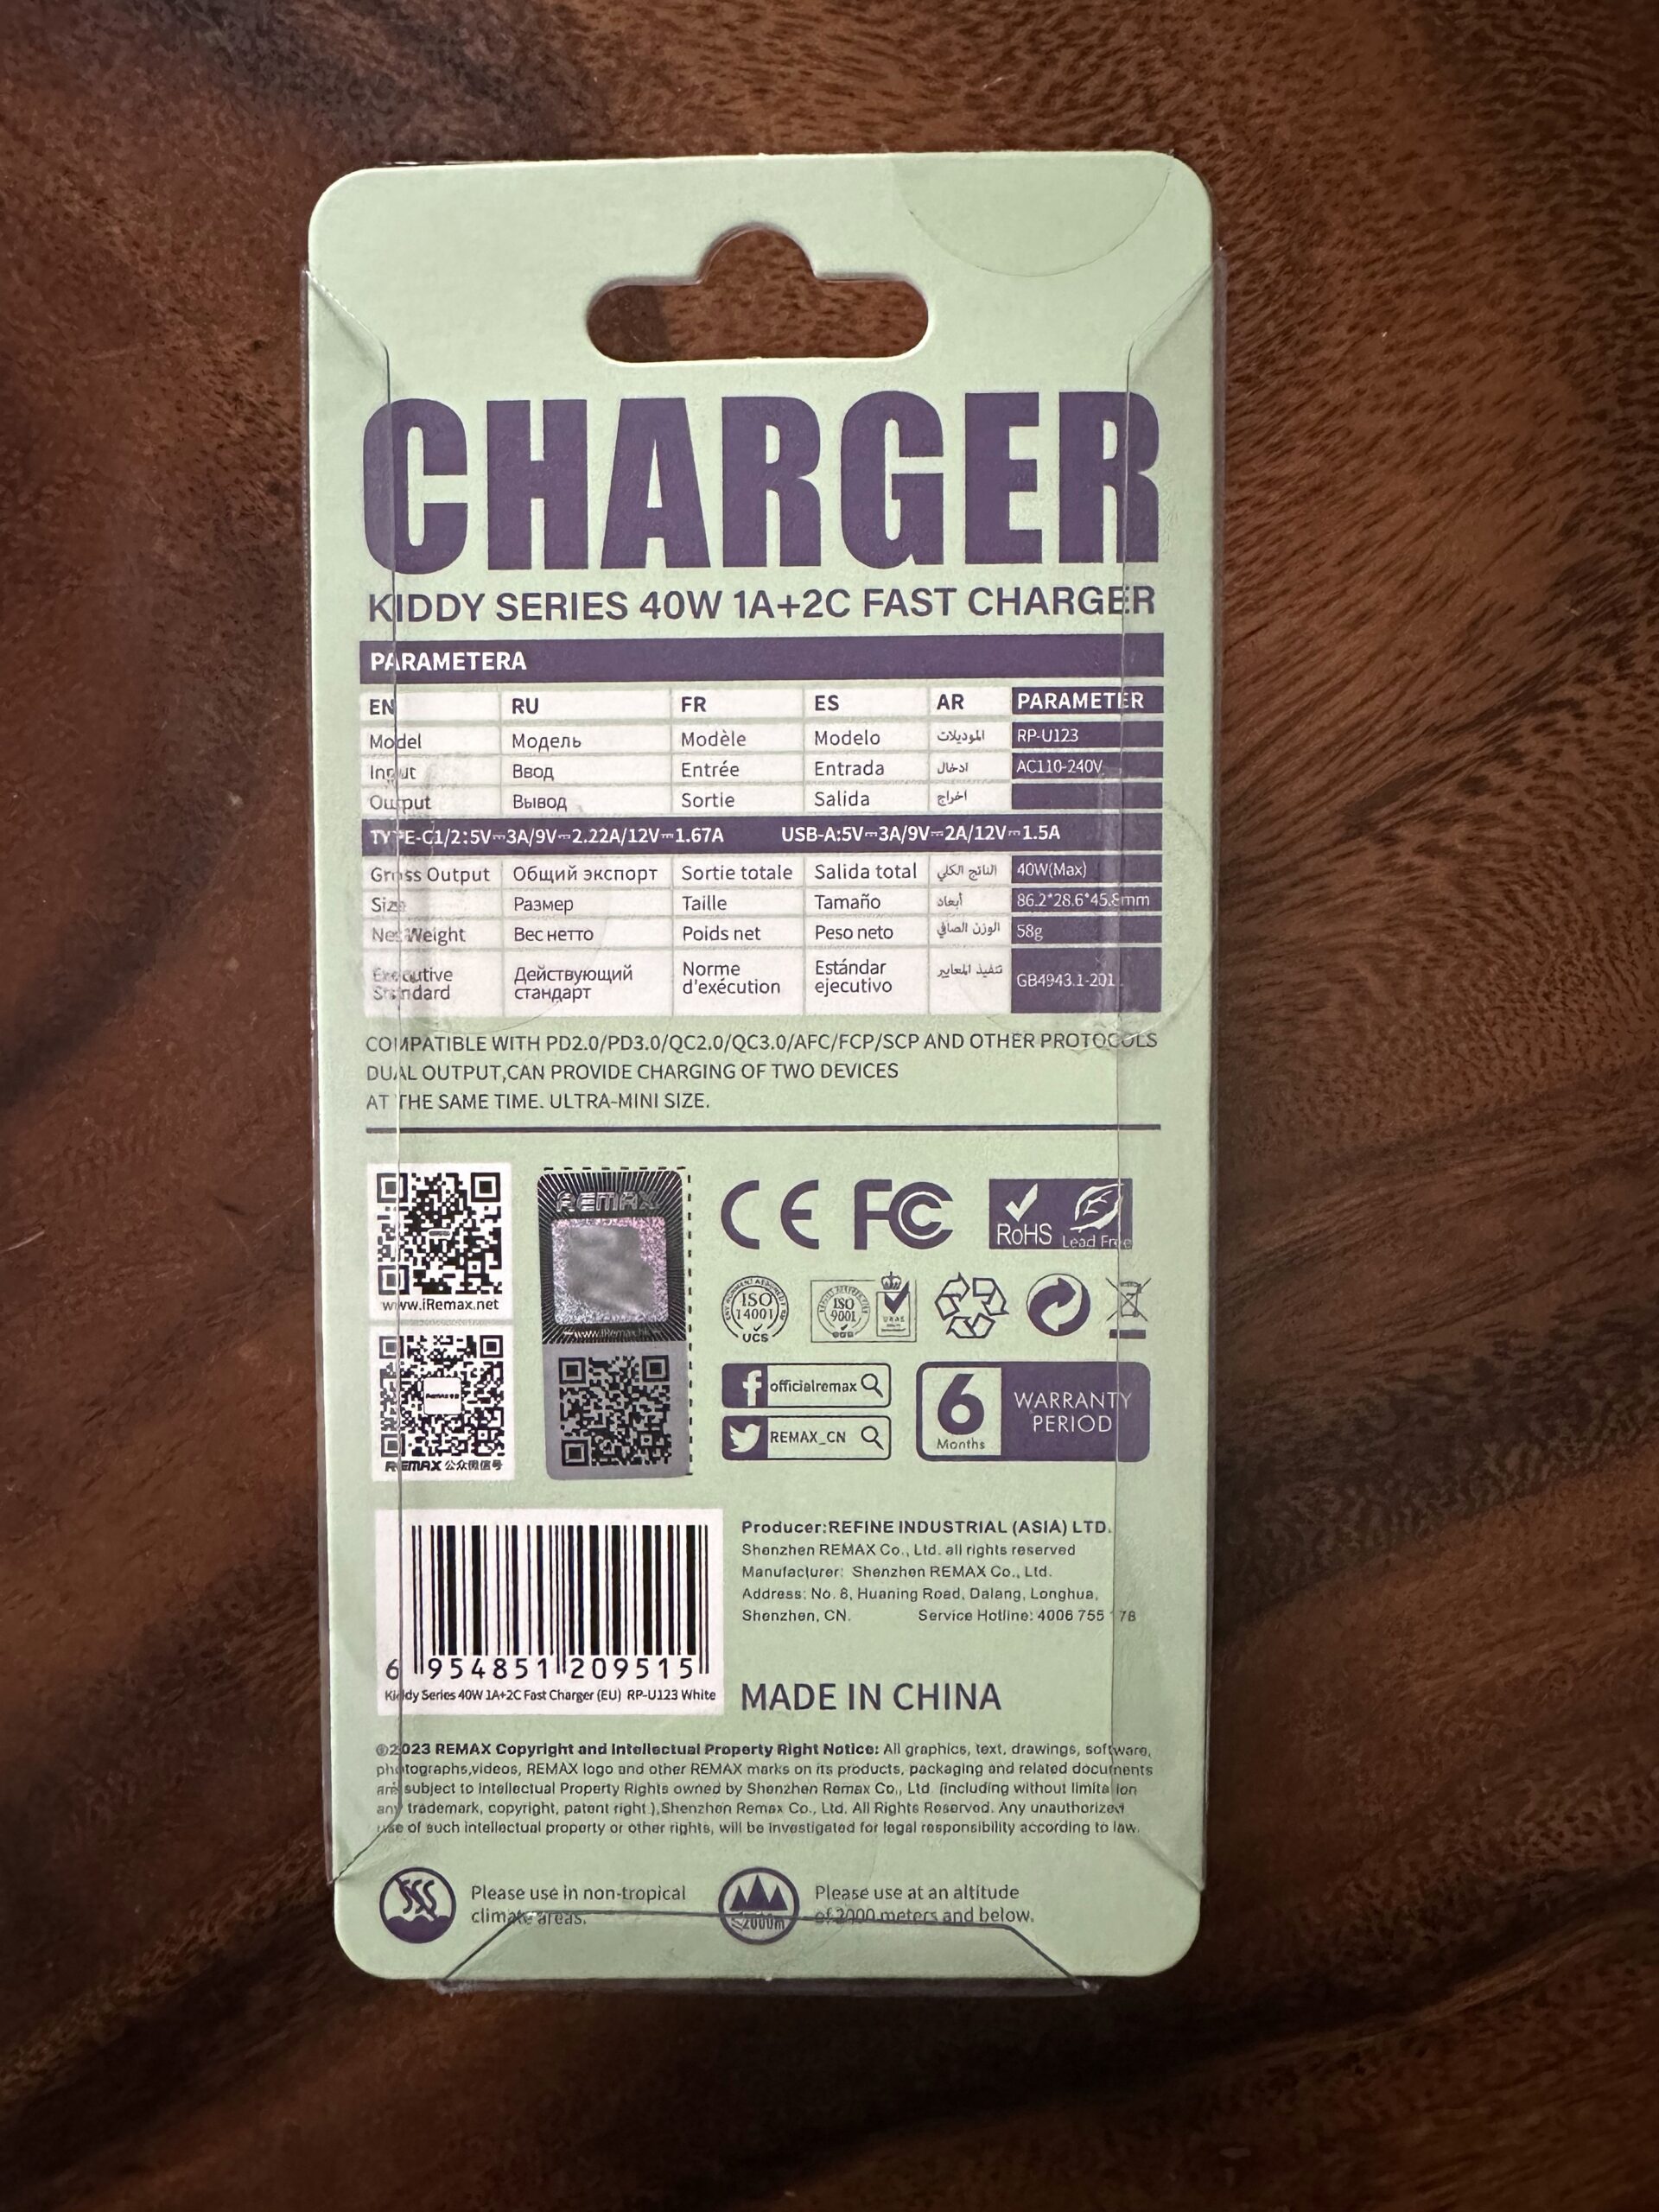 CHARGER
KIDDY SERIES 40W 1A+2C FAST CHARGER
PARAMETERA
EN RU FR ES AR PARAMETER
Model Модель Modèle Modelo الموديلات RP-U123
Input Ввод Entrée Entrada ادخال AC110-240V
Output Вывод Sortie Salida اخراج
TYPE-C1/2:5V⎓3A/9V⎓2.22A/12V⎓1.67A USB-A:5V⎓3A/9V⎓2A/12V⎓1.5A
Gross Output Общий экспорт Sortie totale Salida total الناتج الكلي 40W(Max)
Size Размер Taille Tamaño أبعاد 86.2*28.6*45.8mm
Net Weight Вес нетто Poids net Peso neto الوزن الصافي 58g
Executive Standard Действующий стандарт Norme d'exécution Estándar ejecutivo تنفيذ المعايير
COMPATIBLE WITH PD2.0/PD3.0/QC2.0/QC3.0/AFC/FCP/SCP AND OTHER PROTOCOLS
DUAL OUTPUT,CAN PROVIDE CHARGING OF TWO DEVICES
AT THE SAME TIME. ULTRA-MINI SIZE.
www.iRemax.net
REMAX 公众微信号
REMAX
CE FC RoHS Lead Free
ISO 14001 UCS
ISO 9001
officialremax
REMAX_CN
6 Months WARRANTY PERIOD
6 954851 209515
Kiddy Series 40W 1A+2C Fast Charger (EU) RP-U123 White
Producer:REFINE INDUSTRIAL (ASIA) LTD.
Shenzhen REMAX Co., Ltd. all rights reserved
Manufacturer: Shenzhen REMAX Co., Ltd.
Address: No. 8, Huaning Road, Dalang, Longhua,
Shenzhen, CN. Service Hotline: 4006 755
MADE IN CHINA
©2023 REMAX Copyright and Intellectual Property Right Notice: All graphics, text, drawings, software,
photographs,videos, REMAX logo and other REMAX marks on its products, packaging and related documents
are subject to Intellectual Property Rights owned by Shenzhen Remax Co., Ltd. (including without limitation
any trademark, copyright, patent right ),Shenzhen Remax Co., Ltd. All Rights Reserved. Any unauthorized
use of such intellectual property or other rights, will be investigated for legal responsibility according to law.
Please use in non-tropical
climate areas.
≤2000m
Please use at an altitude
of 2000 meters and below.